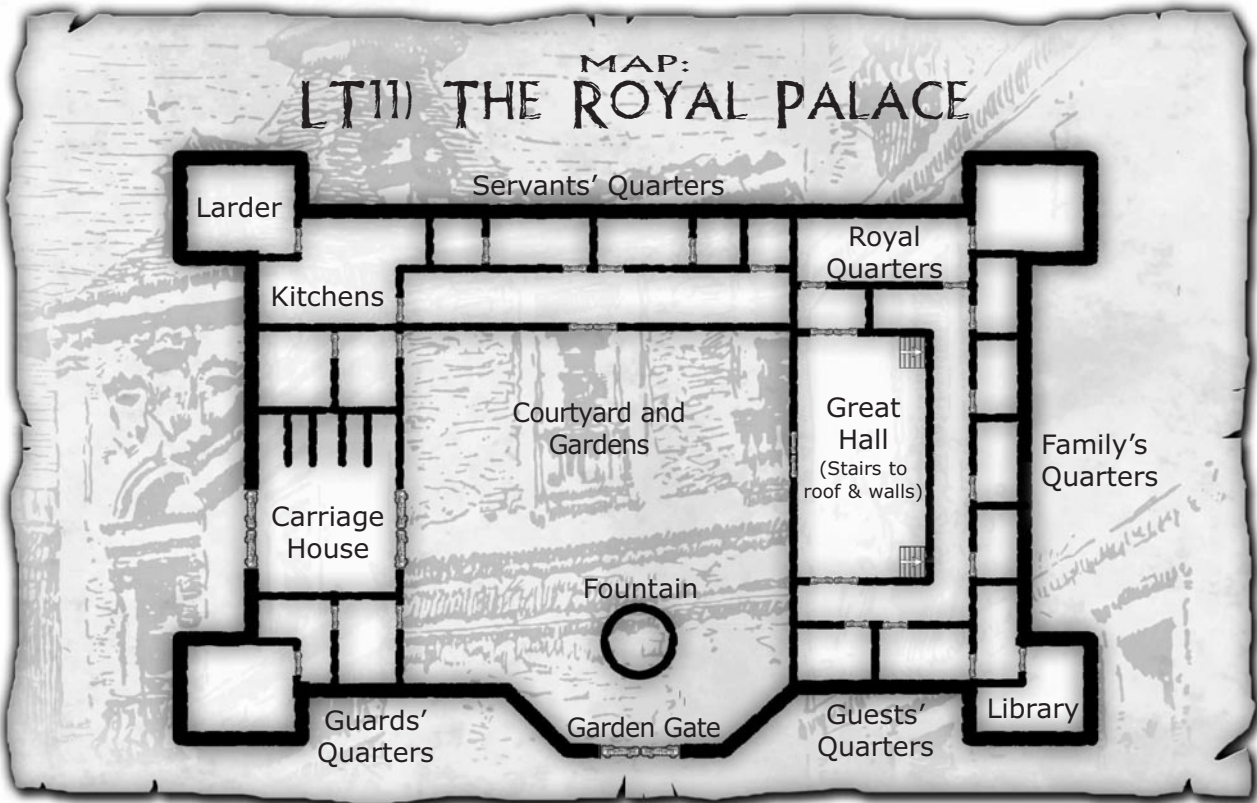 MAP:
LT11) THE ROYAL PALACE
Servants' Quarters
Larder
Royal
Quarters
Kitchens
Courtyard and
Gardens
Great
Hall
(Stairs to
roof & walls)
Family's
Quarters
Carriage
House
Fountain
Guards'
Quarters
Garden Gate
Guests'
Quarters
Library